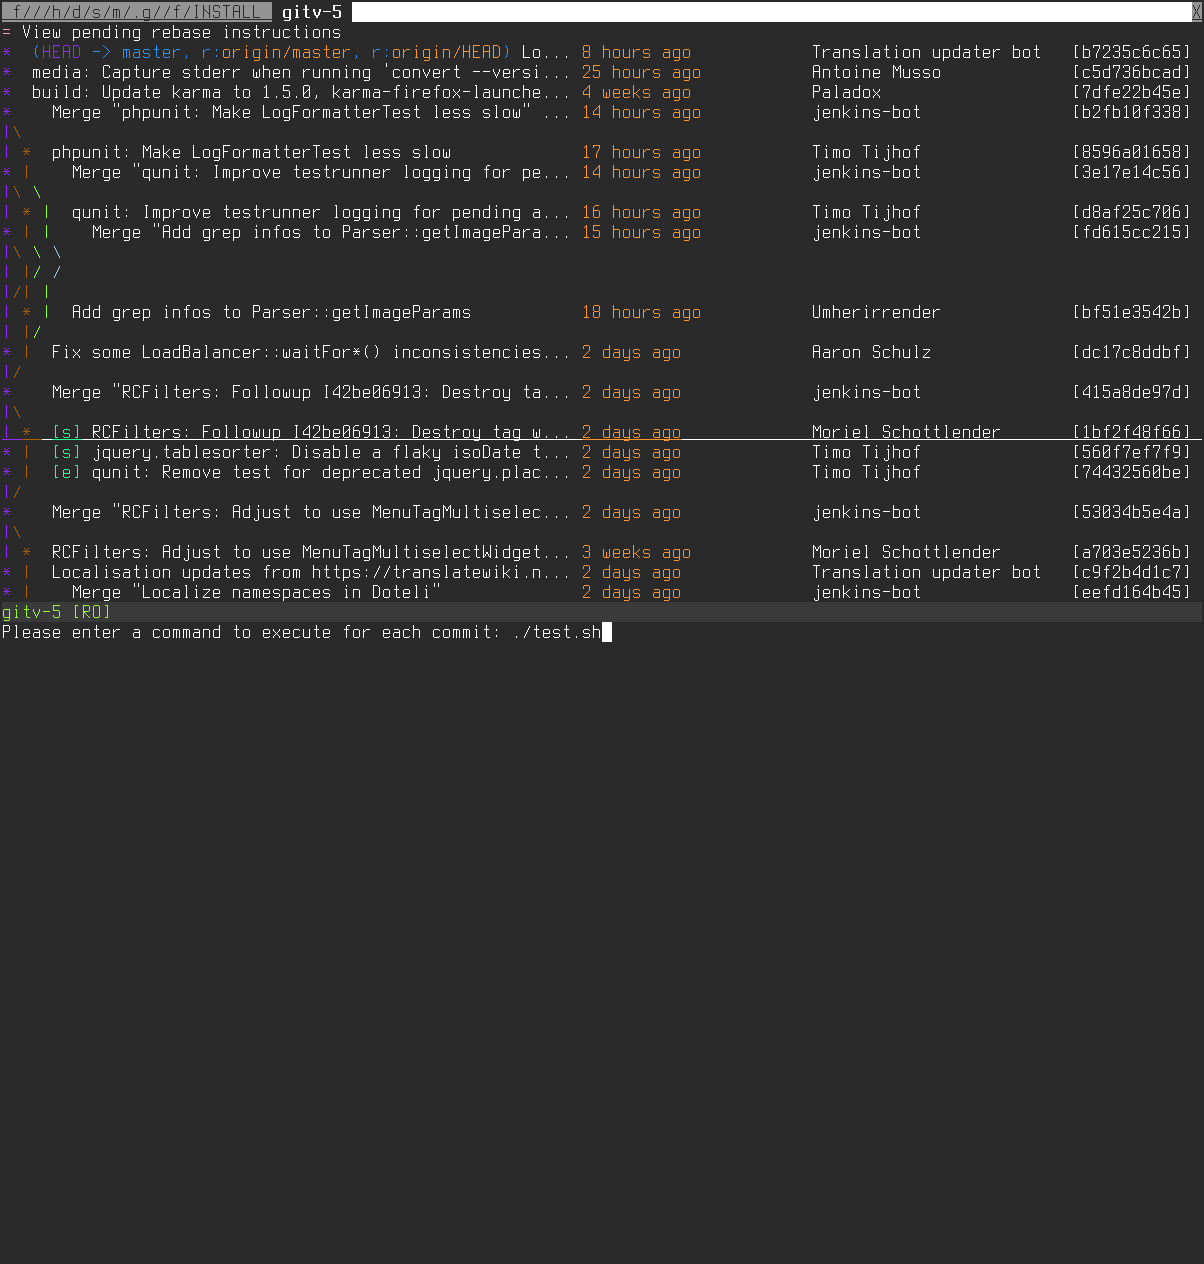 f///h/d/s/m/.g//f/INSTALL  gitv-5 X
= View pending rebase instructions
*  (HEAD -> master, r:origin/master, r:origin/HEAD) Lo... 8 hours ago Translation updater bot [b7235c6c65]
*  media: Capture stderr when running 'convert --versi... 25 hours ago Antoine Musso [c5d736bcad]
*  build: Update karma to 1.5.0, karma-firefox-launche... 4 weeks ago Paladox [7dfe22b45e]
*    Merge "phpunit: Make LogFormatterTest less slow" ... 14 hours ago jenkins-bot [b2fb10f338]
|\
| *  phpunit: Make LogFormatterTest less slow 17 hours ago Timo Tijhof [8596a01658]
* |    Merge "qunit: Improve testrunner logging for pe... 14 hours ago jenkins-bot [3e17e14c56]
|\ \
| * |  qunit: Improve testrunner logging for pending a... 16 hours ago Timo Tijhof [d8af25c706]
* | |    Merge "Add grep infos to Parser::getImagePara... 15 hours ago jenkins-bot [fd615cc215]
|\ \ \
| |/ /
|/| |
| * |  Add grep infos to Parser::getImageParams 18 hours ago Umherirrender [bf51e3542b]
| |/
* |  Fix some LoadBalancer::waitFor*() inconsistencies... 2 days ago Aaron Schulz [dc17c8ddbf]
|/
*    Merge "RCFilters: Followup I42be06913: Destroy ta... 2 days ago jenkins-bot [415a8de97d]
|\
| *  [s] RCFilters: Followup I42be06913: Destroy tag w... 2 days ago Moriel Schottlender [1bf2f48f66]
* |  [s] jquery.tablesorter: Disable a flaky isoDate t... 2 days ago Timo Tijhof [560f7ef7f9]
* |  [e] qunit: Remove test for deprecated jquery.plac... 2 days ago Timo Tijhof [74432560be]
|/
*    Merge "RCFilters: Adjust to use MenuTagMultiselec... 2 days ago jenkins-bot [53034b5e4a]
|\
| *  RCFilters: Adjust to use MenuTagMultiselectWidget... 3 weeks ago Moriel Schottlender [a703e5236b]
* |  Localisation updates from https://translatewiki.n... 2 days ago Translation updater bot [c9f2b4d1c7]
* |    Merge "Localize namespaces in Doteli" 2 days ago jenkins-bot [eefd164b45]
gitv-5 [RO]
Please enter a command to execute for each commit: ./test.sh